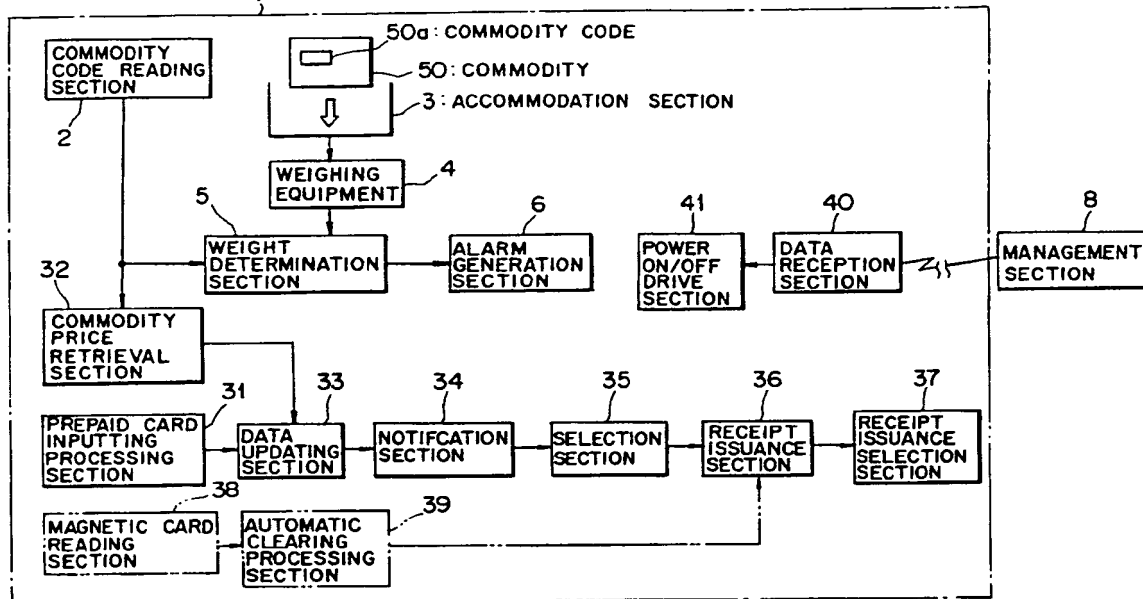 50a: COMMODITY CODE
50: COMMODITY
3: ACCOMMODATION SECTION
COMMODITY
CODE READING
SECTION
2
WEIGHING
EQUIPMENT
4
5
WEIGHT
DETERMINATION
SECTION
6
ALARM
GENERATION
SECTION
41
POWER
ON/OFF
DRIVE
SECTION
40
DATA
RECEPTION
SECTION
8
MANAGEMENT
SECTION
32
COMMODITY
PRICE
RETRIEVAL
SECTION
31
PREPAID CARD
INPUTTING
PROCESSING
SECTION
33
DATA
UPDATING
SECTION
34
NOTIFCATION
SECTION
35
SELECTION
SECTION
36
RECEIPT
ISSUANCE
SECTION
37
RECEIPT
ISSUANCE
SELECTION
SECTION
38
MAGNETIC CARD
READING
SECTION
39
AUTOMATIC
CLEARING
PROCESSING
SECTION